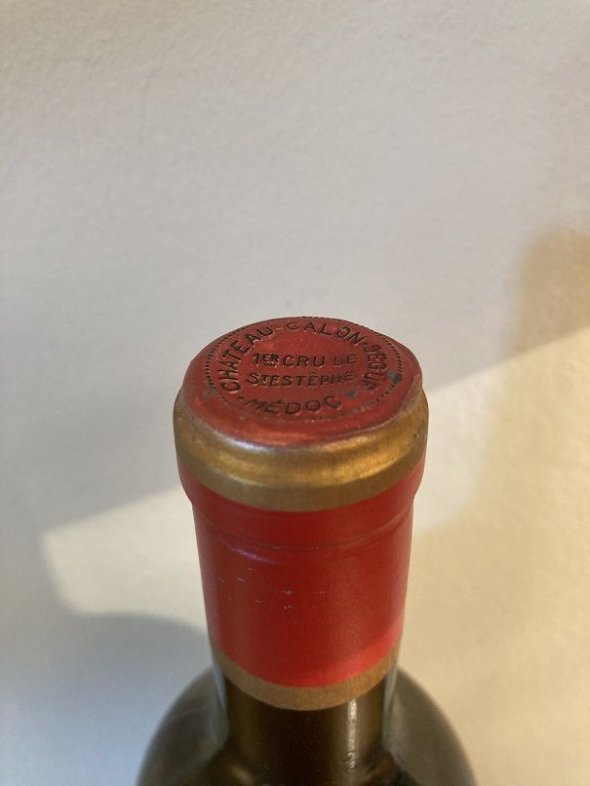 CHATEAU-CALON-SEGUR
1ER CRU DE
ST ESTÈPHE
MÉDOC